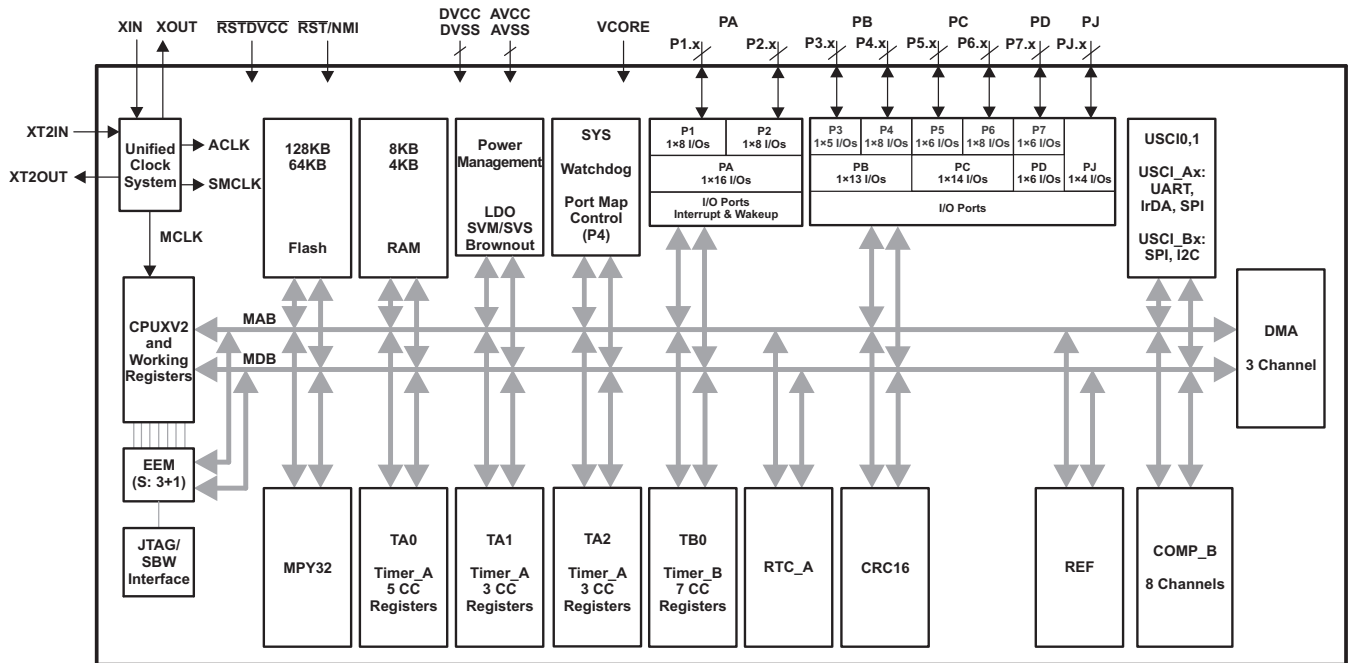 XIN
XOUT
RSTDVCC
RST/NMI
DVCC
DVSS
AVCC
AVSS
VCORE
PA
P1.x
P2.x
PB
P3.x
P4.x
PC
P5.x
P6.x
PD
P7.x
PJ
PJ.x
XT2IN
XT2OUT
Unified
Clock
System
ACLK
SMCLK
MCLK
128KB
64KB
Flash
8KB
4KB
RAM
Power
Management
LDO
SVM/SVS
Brownout
SYS
Watchdog
Port Map
Control
(P4)
P1
1×8 I/Os
P2
1×8 I/Os
PA
1×16 I/Os
I/O Ports
Interrupt & Wakeup
P3
1×5 I/Os
P4
1×8 I/Os
P5
1×6 I/Os
P6
1×8 I/Os
P7
1×6 I/Os
PB
1×13 I/Os
PC
1×14 I/Os
PD
1×6 I/Os
PJ
1×4 I/Os
I/O Ports
USCI0,1
USCI_Ax:
UART,
IrDA, SPI
USCI_Bx:
SPI, I2C
CPUXV2
and
Working
Registers
MAB
MDB
DMA
3 Channel
EEM
(S: 3+1)
JTAG/
SBW
Interface
MPY32
TA0
Timer_A
5 CC
Registers
TA1
Timer_A
3 CC
Registers
TA2
Timer_A
3 CC
Registers
TB0
Timer_B
7 CC
Registers
RTC_A
CRC16
REF
COMP_B
8 Channels